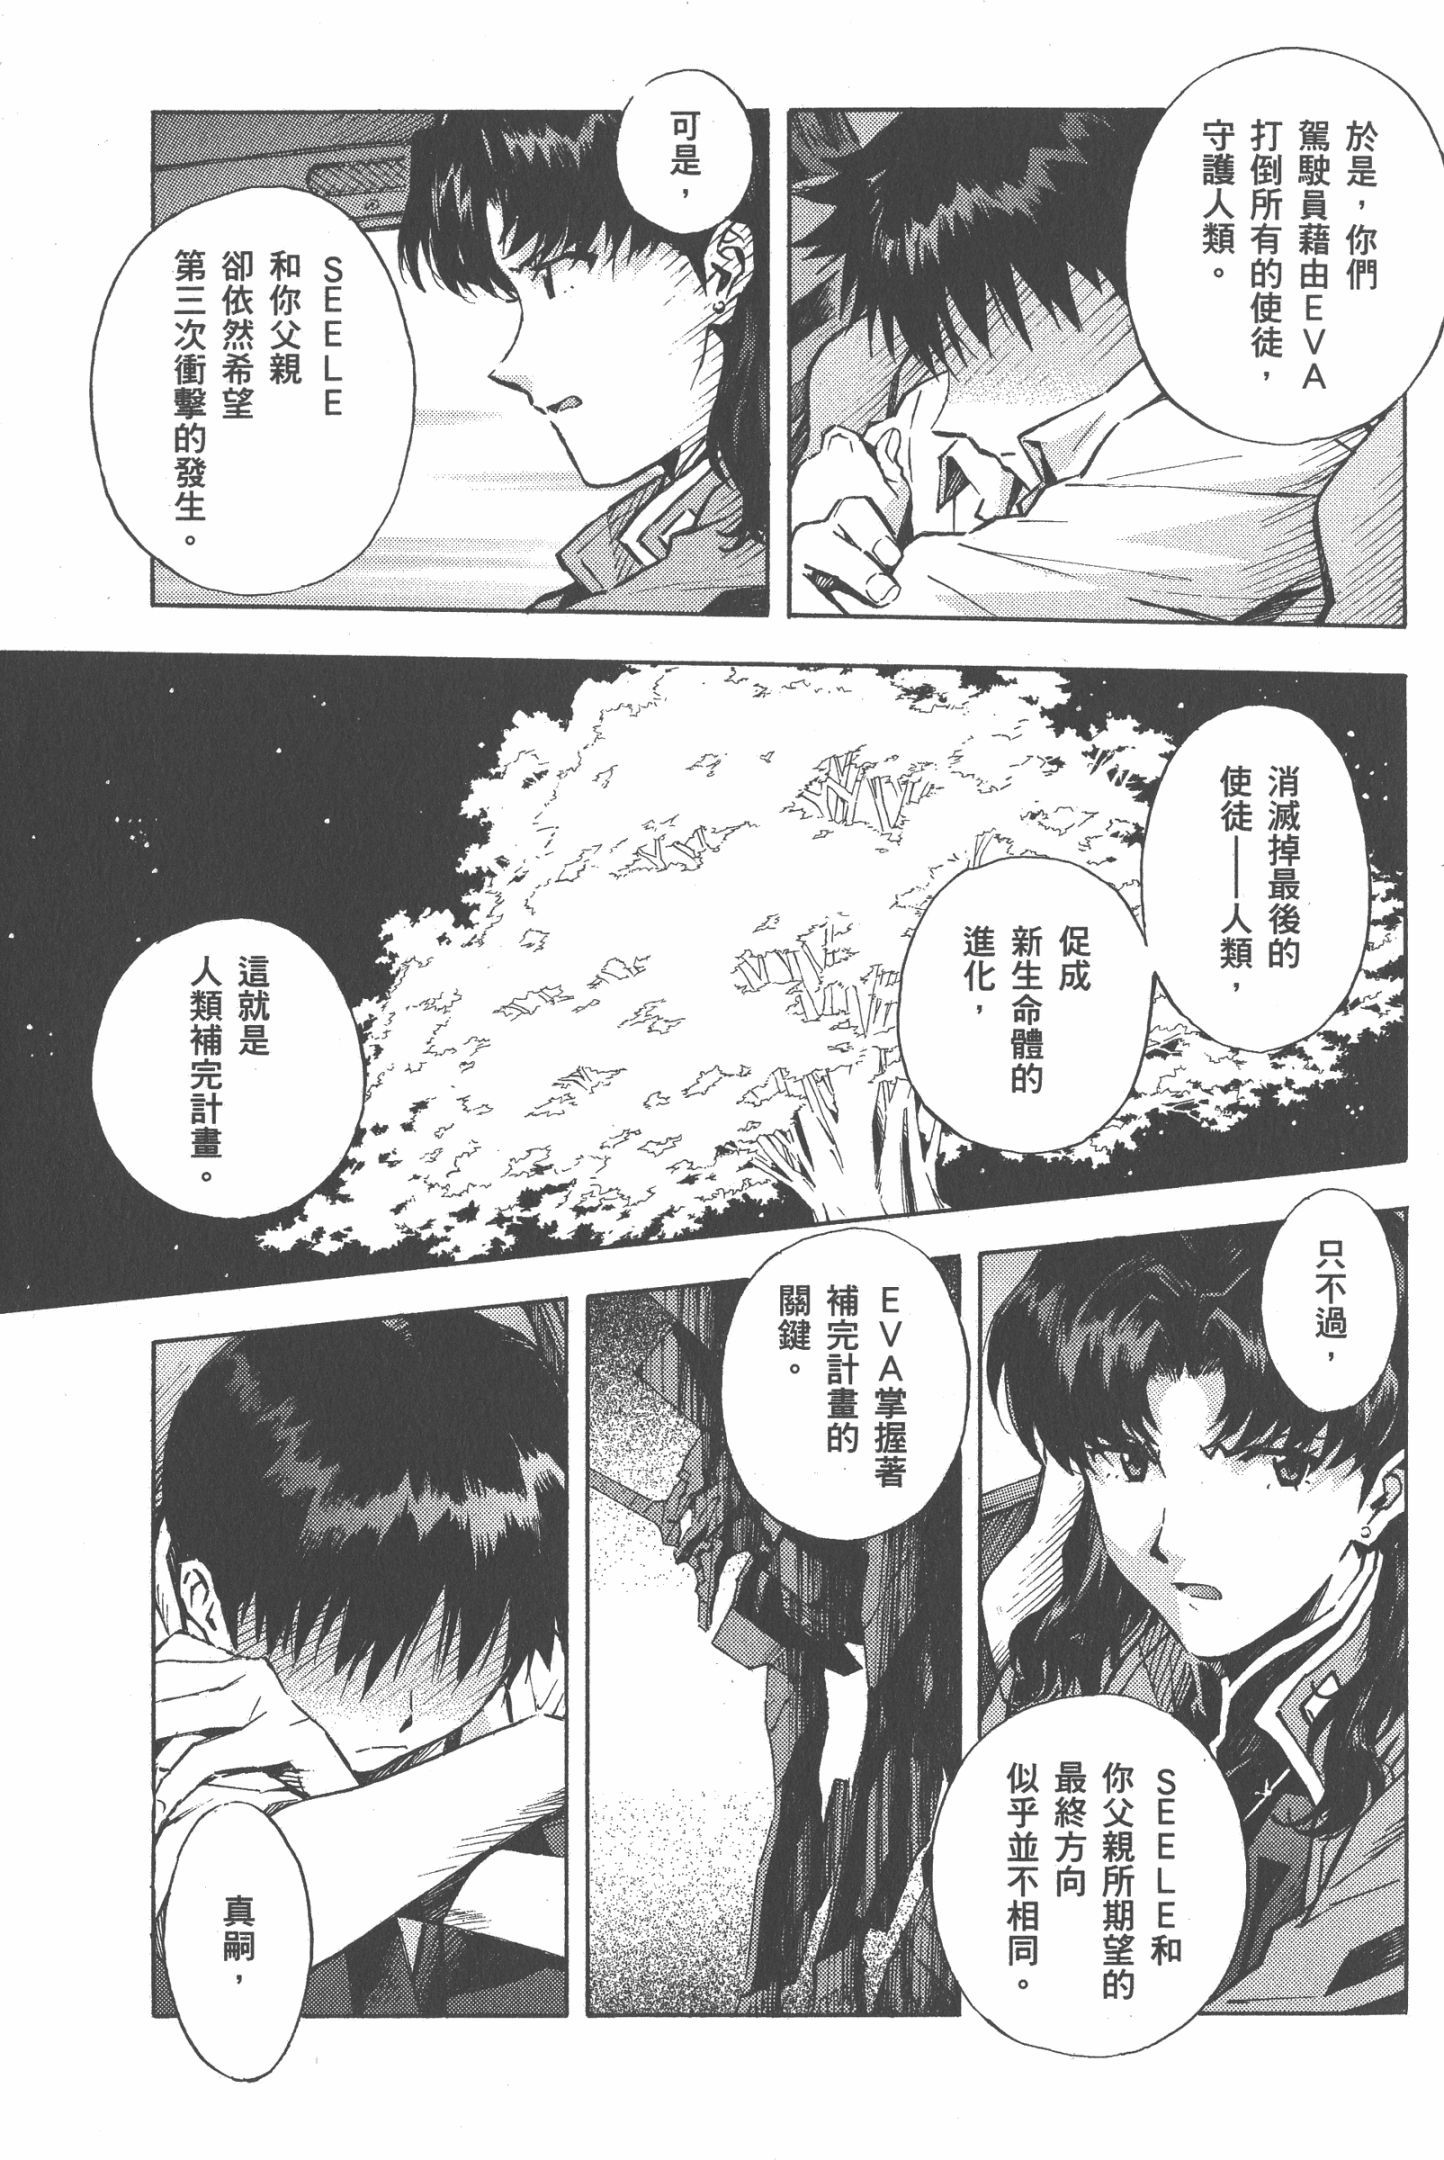 於是，你們
駕駛員藉由EVA
打倒所有的使徒，
守護人類。
可是，
SEELE
和你父親
卻依然希望
第三次衝擊的發生。
消滅掉最後的
使徒——人類，
促成
新生命體的
進化，
這就是
人類補完計畫。
只不過，
SEELE和
你父親所期望的
最終方向
似乎並不相同。
EVA掌握著
補完計畫的
關鍵。
真嗣，